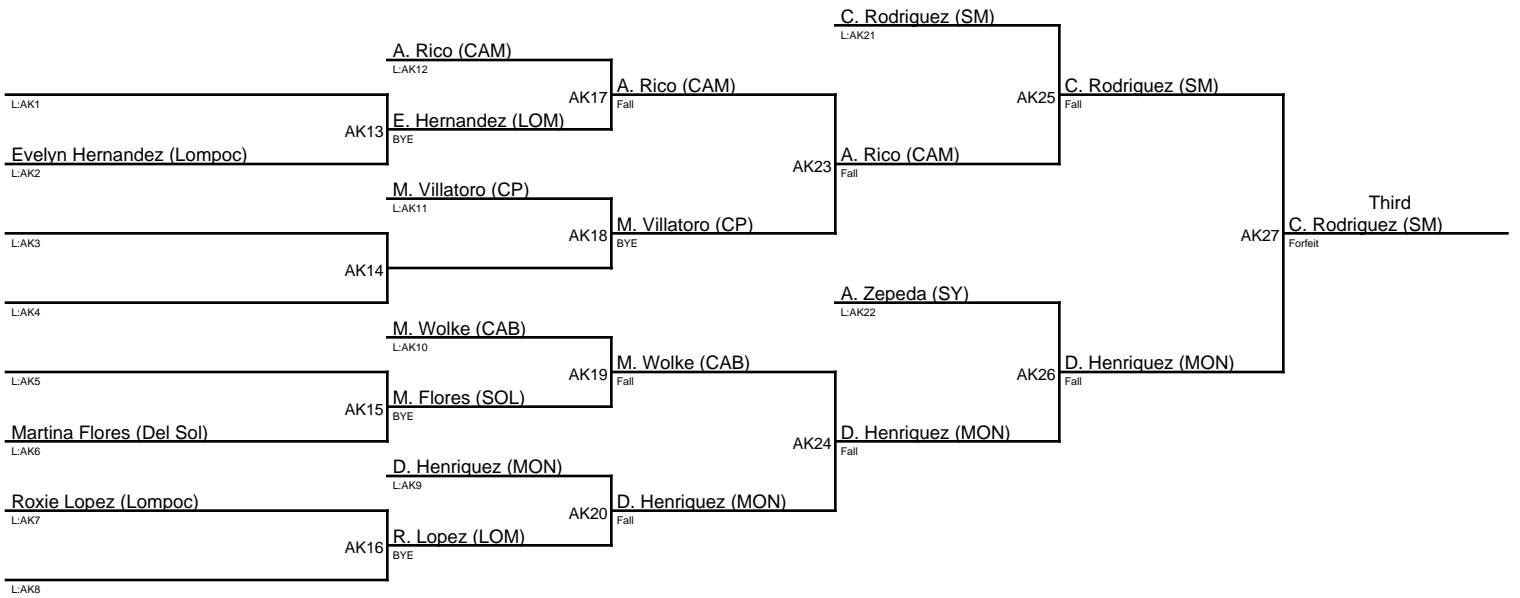 C. Rodriguez (SM)
L:AK21
A. Rico (CAM)
L:AK12
AK17
A. Rico (CAM)
Fall
AK25
C. Rodriguez (SM)
Fall
L:AK1
AK13
E. Hernandez (LOM)
BYE
Evelyn Hernandez (Lompoc)
L:AK2
AK23
A. Rico (CAM)
Fall
M. Villatoro (CP)
L:AK11
Third
AK18
M. Villatoro (CP)
BYE
AK27
C. Rodriguez (SM)
Forfeit
L:AK3
AK14
L:AK4
A. Zepeda (SY)
L:AK22
M. Wolke (CAB)
L:AK10
AK19
M. Wolke (CAB)
Fall
AK26
D. Henriquez (MON)
Fall
L:AK5
AK15
M. Flores (SOL)
BYE
Martina Flores (Del Sol)
L:AK6
AK24
D. Henriquez (MON)
Fall
D. Henriquez (MON)
L:AK9
Roxie Lopez (Lompoc)
L:AK7
AK20
D. Henriquez (MON)
Fall
AK16
R. Lopez (LOM)
BYE
L:AK8